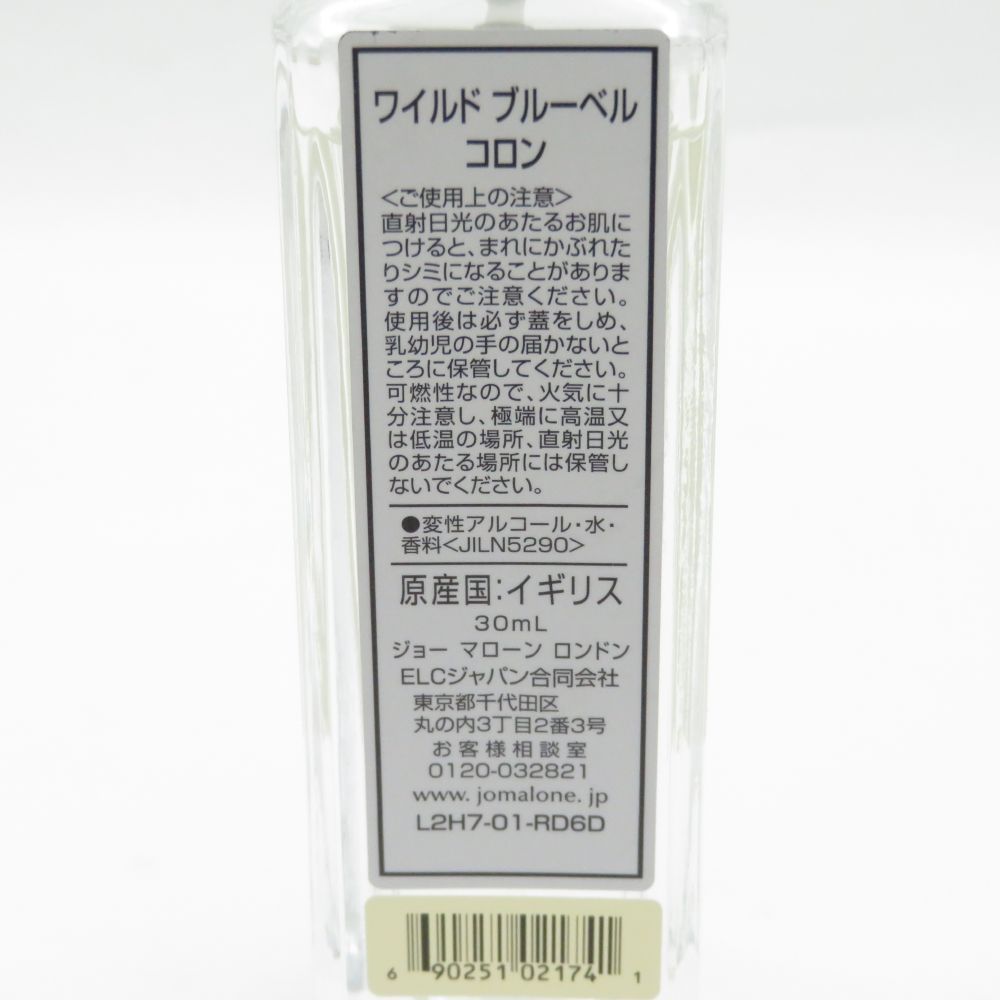 ワイルド ブルーベル
コロン
<ご使用上の注意>
直射日光のあたるお肌に
つけると、まれにかぶれた
りシミになることがありま
すのでご注意ください。
使用後は必ず蓋をしめ、
乳幼児の手の届かないと
ころに保管してください。
可燃性なので、火気に十
分注意し、極端に高温又
は低温の場所、直射日光
のあたる場所には保管し
ないでください。
●変性アルコール・水・
香料<JILN5290>
原産国:イギリス
30mL
ジョー マローン ロンドン
ELCジャパン合同会社
東京都千代田区
丸の内3丁目2番3号
お客様相談室
0120-032821
www.jomalone.jp
L2H7-01-RD6D
6 90251 02174 1